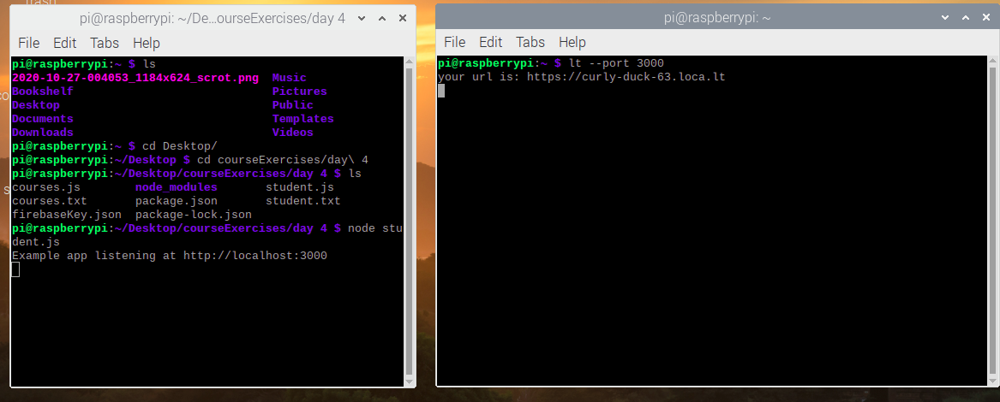 trash
pi@raspberrypi: ~/De...ourseExercises/day 4
File Edit Tabs Help
pi@raspberrypi:~ $ ls
2020-10-27-004053_1184x624_scrot.png Music
Bookshelf Pictures
Desktop Public
Documents Templates
Downloads Videos
pi@raspberrypi:~ $ cd Desktop/
pi@raspberrypi:~/Desktop $ cd courseExercises/day\ 4
pi@raspberrypi:~/Desktop/courseExercises/day 4 $ ls
courses.js node_modules student.js
courses.txt package.json student.txt
firebaseKey.json package-lock.json
pi@raspberrypi:~/Desktop/courseExercises/day 4 $ node stu
dent.js
Example app listening at http://localhost:3000
pi@raspberrypi: ~
File Edit Tabs Help
pi@raspberrypi:~ $ lt --port 3000
your url is: https://curly-duck-63.loca.lt